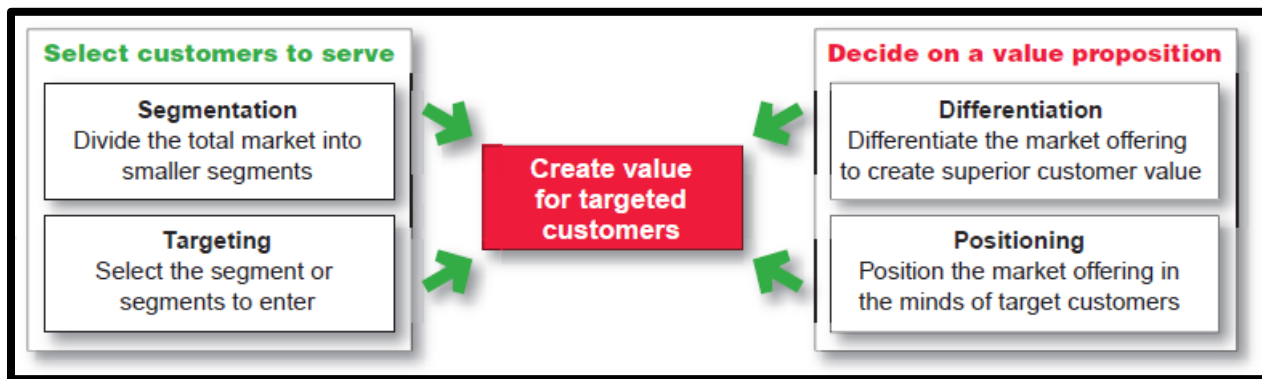 Select customers to serve
Segmentation
Divide the total market into
smaller segments
Targeting
Select the segment or
segments to enter
Create value
for targeted
customers
Decide on a value proposition
Differentiation
Differentiate the market offering
to create superior customer value
Positioning
Position the market offering in
the minds of target customers